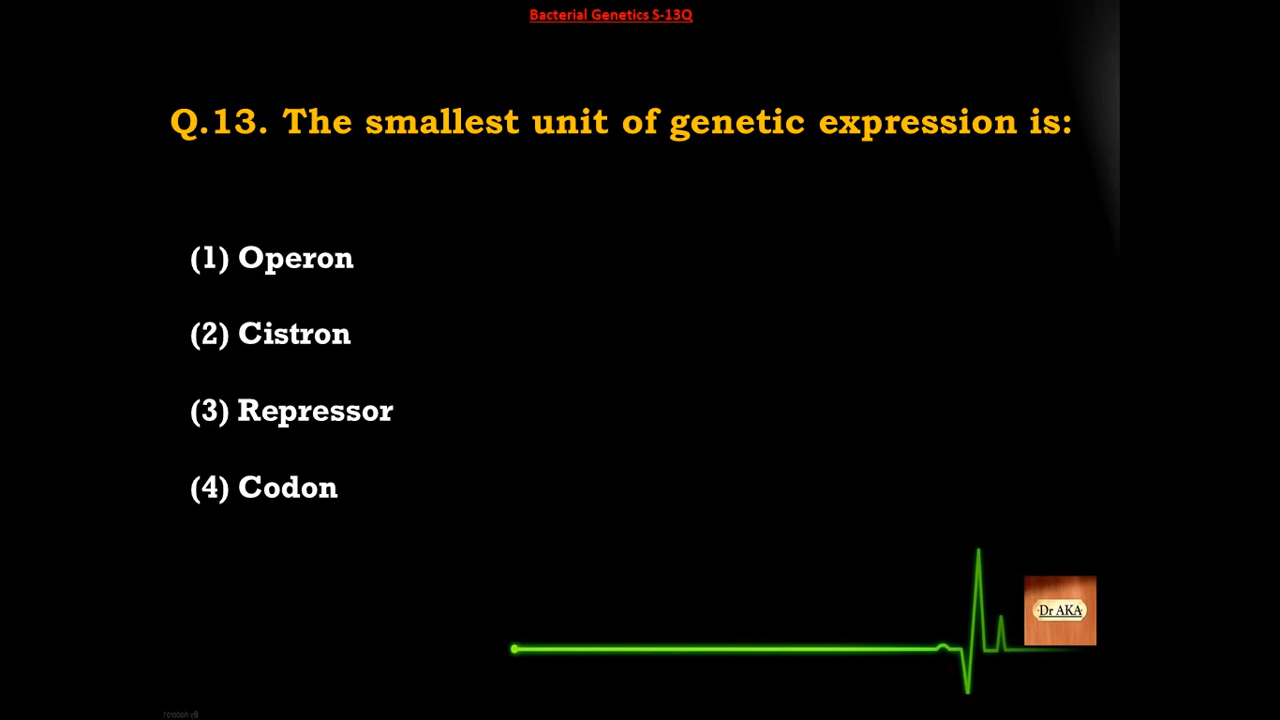 Bacterial Genetics S-13Q
Q.13. The smallest unit of genetic expression is:
(1) Operon
(2) Cistron
(3) Repressor
(4) Codon
Dr AKA